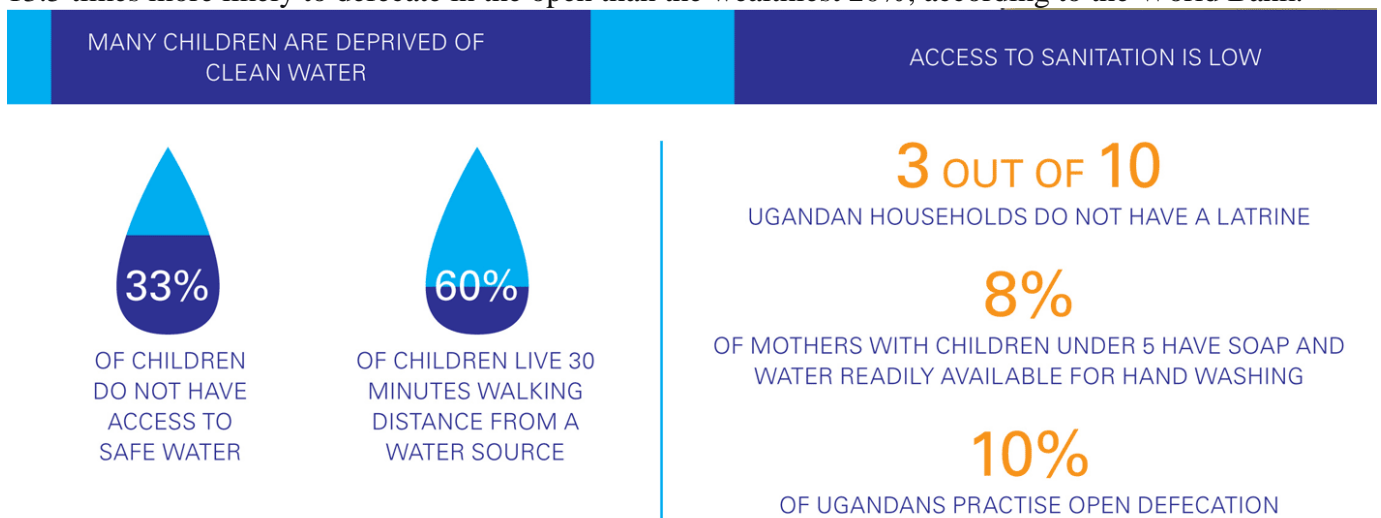 MANY CHILDREN ARE DEPRIVED OF
CLEAN WATER
33%
OF CHILDREN
DO NOT HAVE
ACCESS TO
SAFE WATER
60%
OF CHILDREN LIVE 30
MINUTES WALKING
DISTANCE FROM A
WATER SOURCE
ACCESS TO SANITATION IS LOW
3 OUT OF 10
UGANDAN HOUSEHOLDS DO NOT HAVE A LATRINE
8%
OF MOTHERS WITH CHILDREN UNDER 5 HAVE SOAP AND
WATER READILY AVAILABLE FOR HAND WASHING
10%
OF UGANDANS PRACTISE OPEN DEFECATION